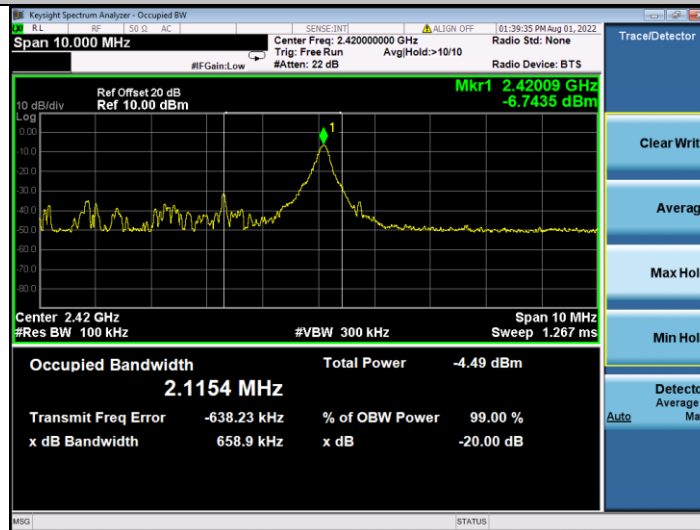 Keysight Spectrum Analyzer - Occupied BW
RL RF 50 Ω AC SENSE:INT ALIGN OFF 01:39:35 PM Aug 01, 2022
Span 10.000 MHz
Center Freq: 2.420000000 GHz Radio Std: None
Trig: Free Run Avg|Hold:>10/10
#IFGain:Low #Atten: 22 dB Radio Device: BTS
Trace/Detector
Ref Offset 20 dB
10 dB/div Ref 10.00 dBm
Mkr1 2.42009 GHz
-6.7435 dBm
Log
0.00
-10.0
-20.0
-30.0
-40.0
-50.0
-60.0
-70.0
-80.0
1
Center 2.42 GHz Span 10 MHz
#Res BW 100 kHz #VBW 300 kHz Sweep 1.267 ms
Occupied Bandwidth Total Power -4.49 dBm
2.1154 MHz
Transmit Freq Error -638.23 kHz % of OBW Power 99.00 %
x dB Bandwidth 658.9 kHz x dB -20.00 dB
Clear Writ
Averag
Max Hol
Min Hol
Detecto
Average
Auto Ma
MSG STATUS